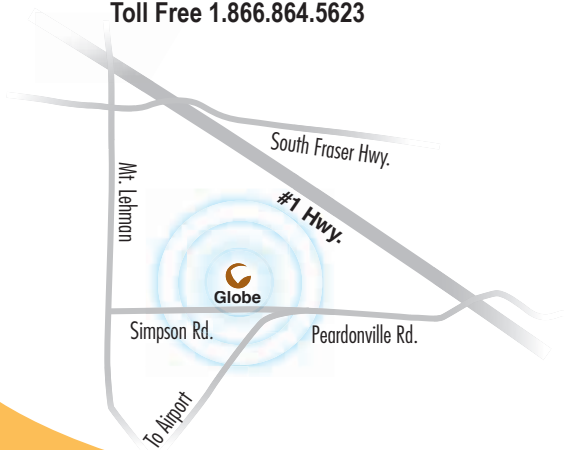 Toll Free 1.866.864.5623
South Fraser Hwy.
Mt. Lehman
#1 Hwy.
Globe
Simpson Rd.
Peardonville Rd.
To Airport